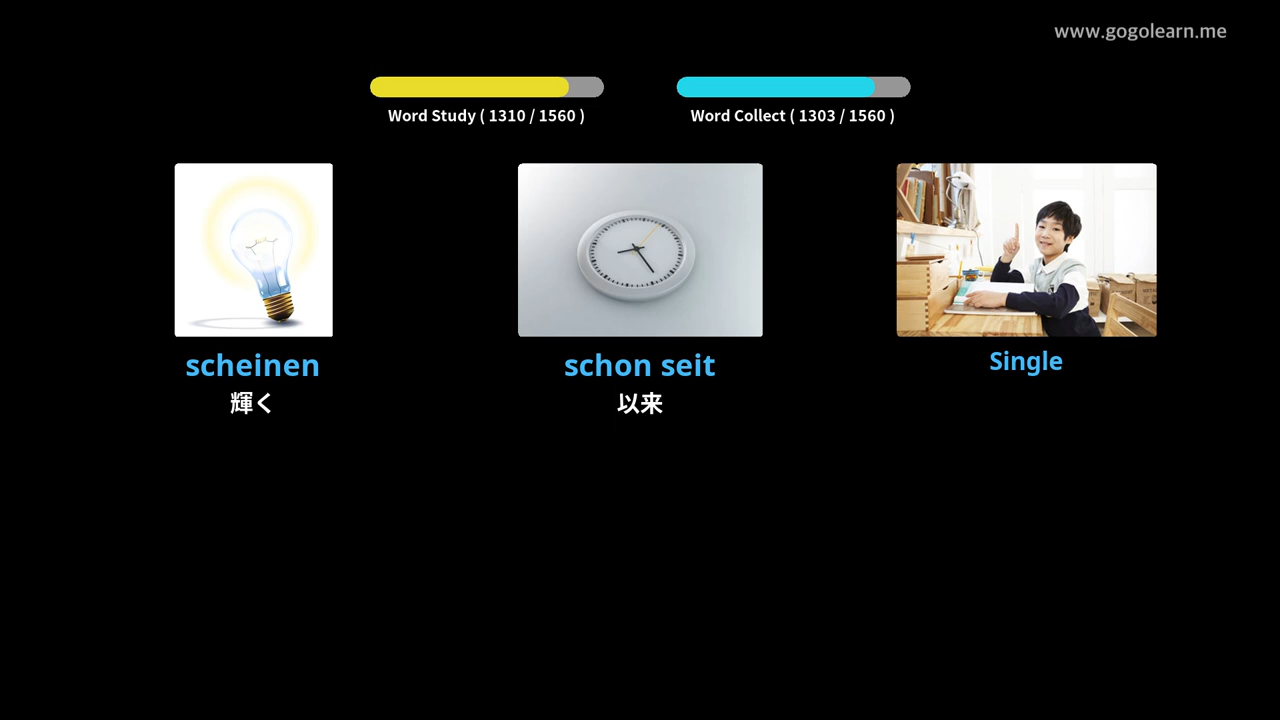 www.gogolearn.me
Word Study ( 1310 / 1560 )
Word Collect ( 1303 / 1560 )
scheinen
輝く
schon seit
以来
Single